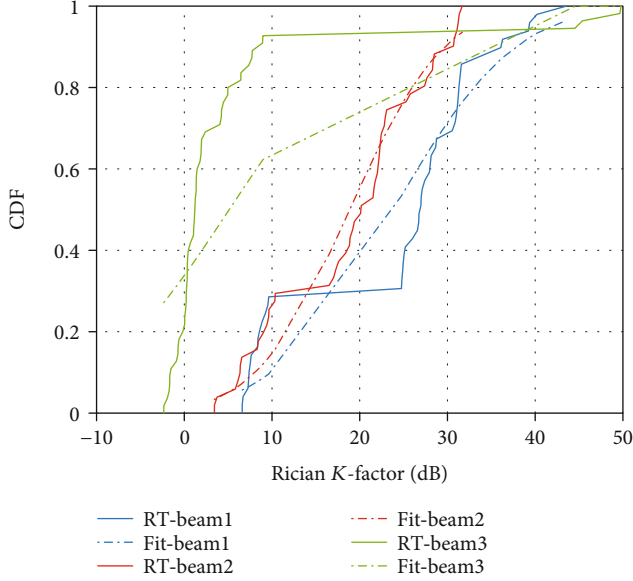 1
0.8
0.6
0.4
0.2
0
CDF
−10 0 10 20 30 40 50
Rician K-factor (dB)
RT-beam1 Fit-beam2
Fit-beam1 RT-beam3
RT-beam2 Fit-beam3